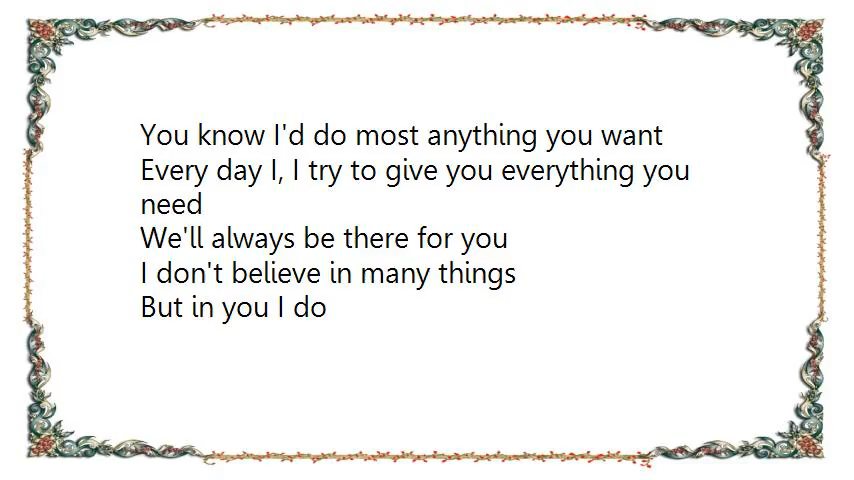 You know I'd do most anything you want
Every day I, I try to give you everything you
need
We'll always be there for you
I don't believe in many things
But in you I do